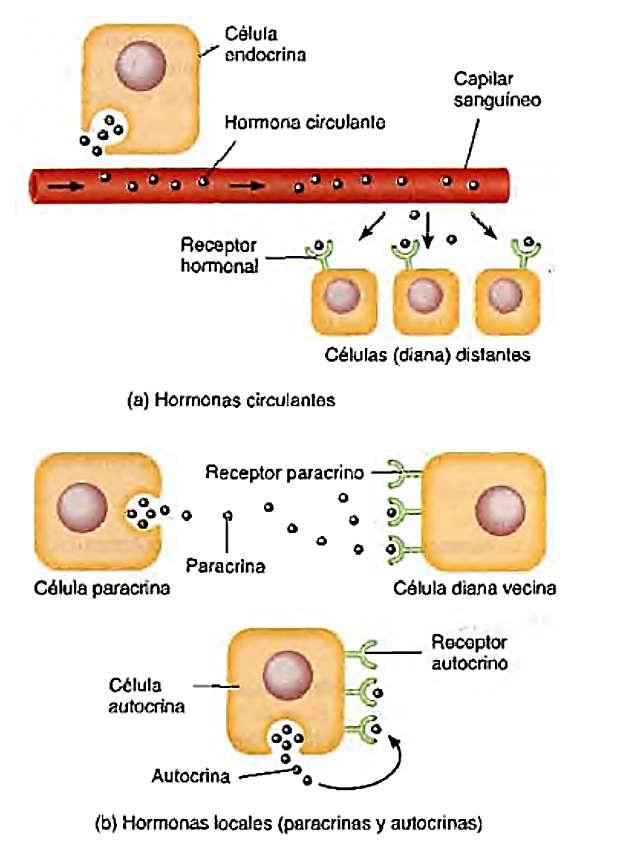 Célula
endocrina
Capilar
sanguíneo
Hormona circulante
Receptor
hormonal
Células (diana) distantes
(a) Hormonas circulantes
Receptor paracrino
Paracrina
Célula paracrina
Célula diana vecina
Receptor
autocrino
Célula
autocrina
Autocrina
(b) Hormonas locales (paracrinas y autocrinas)